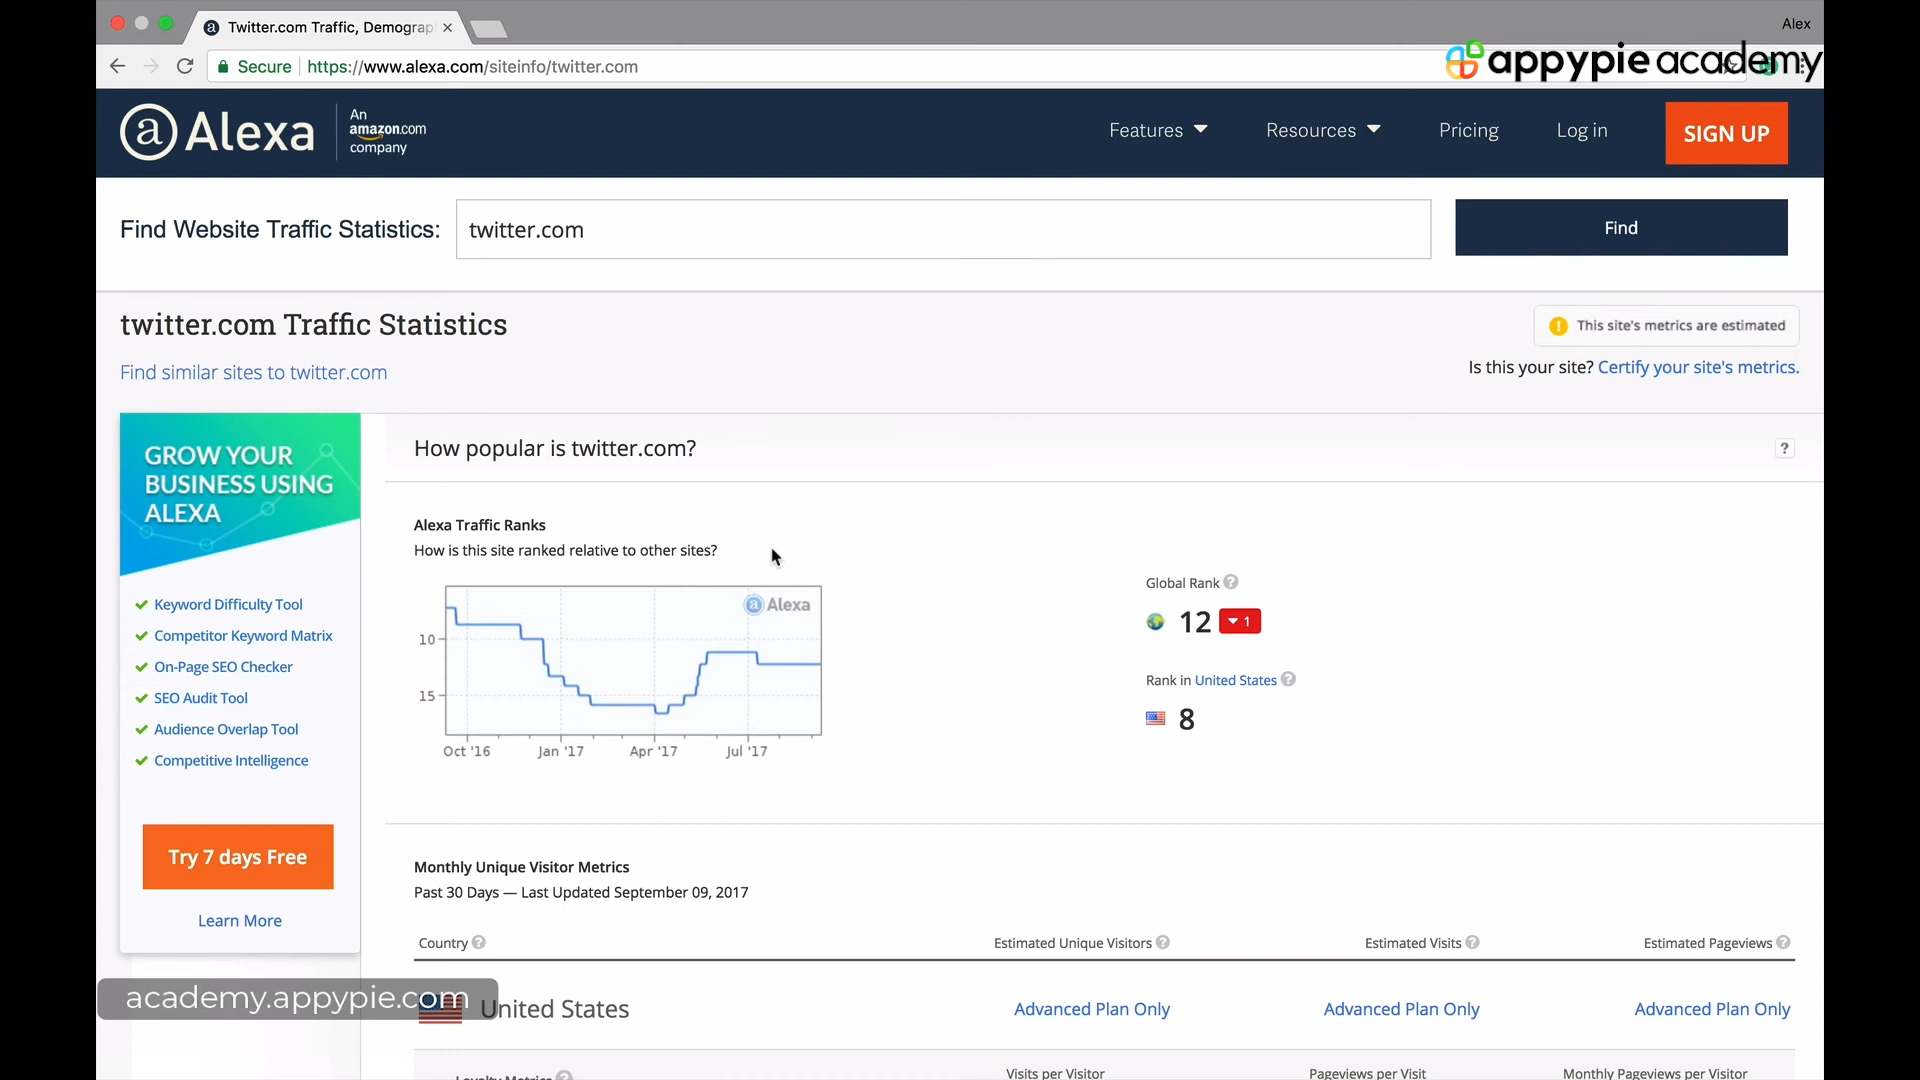 Twitter.com Traffic, Demograp
Alex
Secure
https://www.alexa.com/siteinfo/twitter.com
appypie academy
a Alexa
An
amazon.com
company
Features
Resources
Pricing
Log in
SIGN UP
Find Website Traffic Statistics:
twitter.com
Find
twitter.com Traffic Statistics
This site's metrics are estimated
Find similar sites to twitter.com
Is this your site? Certify your site's metrics.
GROW YOUR
BUSINESS USING
ALEXA
Keyword Difficulty Tool
Competitor Keyword Matrix
On-Page SEO Checker
SEO Audit Tool
Audience Overlap Tool
Competitive Intelligence
Try 7 days Free
Learn More
How popular is twitter.com?
?
Alexa Traffic Ranks
How is this site ranked relative to other sites?
a Alexa
10
15
Oct '16 Jan '17 Apr '17 Jul '17
Global Rank ?
12 1
Rank in United States ?
8
Monthly Unique Visitor Metrics
Past 30 Days — Last Updated September 09, 2017
Country ? Estimated Unique Visitors ? Estimated Visits ? Estimated Pageviews ?
United States Advanced Plan Only Advanced Plan Only Advanced Plan Only
Loyalty Metrics ? Visits per Visitor Pageviews per Visit Monthly Pageviews per Visitor
academy.appypie.com